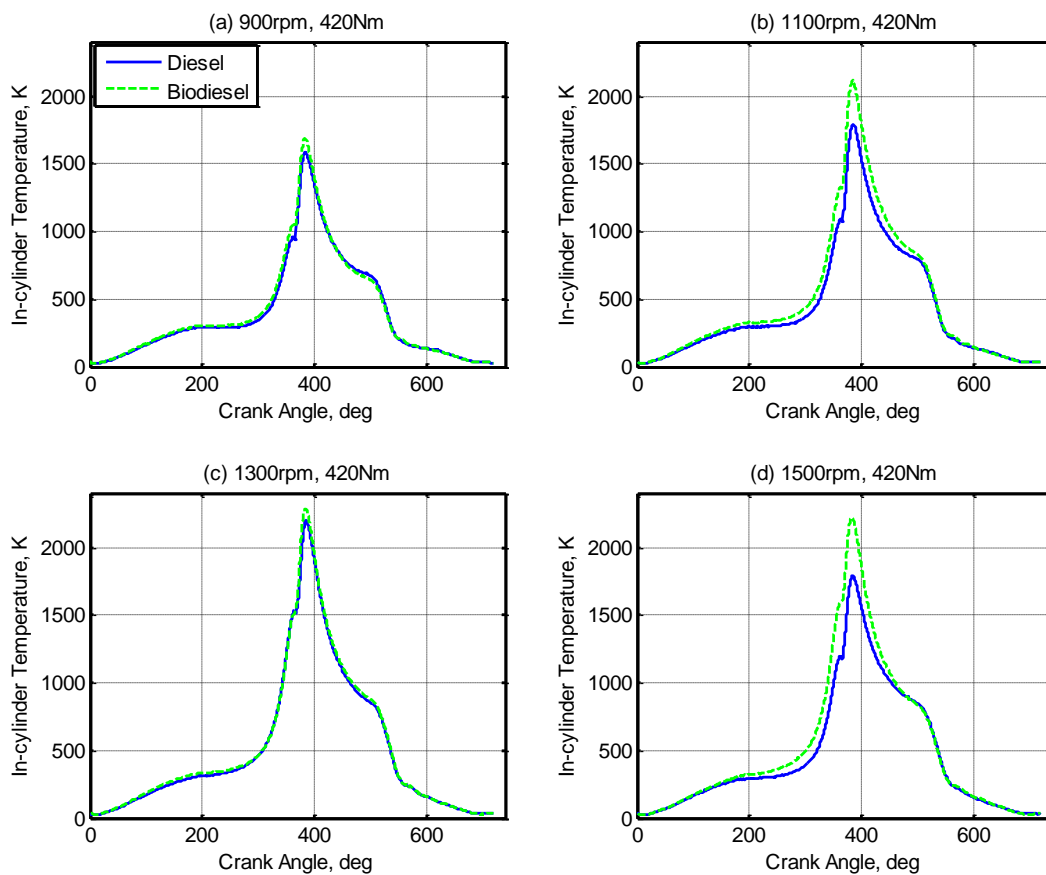 (a) 900rpm, 420Nm
Diesel
Biodiesel
In-cylinder Temperature, K
2000
1500
1000
500
0
0 200 400 600
Crank Angle, deg
(b) 1100rpm, 420Nm
In-cylinder Temperature, K
2000
1500
1000
500
0
0 200 400 600
Crank Angle, deg
(c) 1300rpm, 420Nm
In-cylinder Temperature, K
2000
1500
1000
500
0
0 200 400 600
Crank Angle, deg
(d) 1500rpm, 420Nm
In-cylinder Temperature, K
2000
1500
1000
500
0
0 200 400 600
Crank Angle, deg